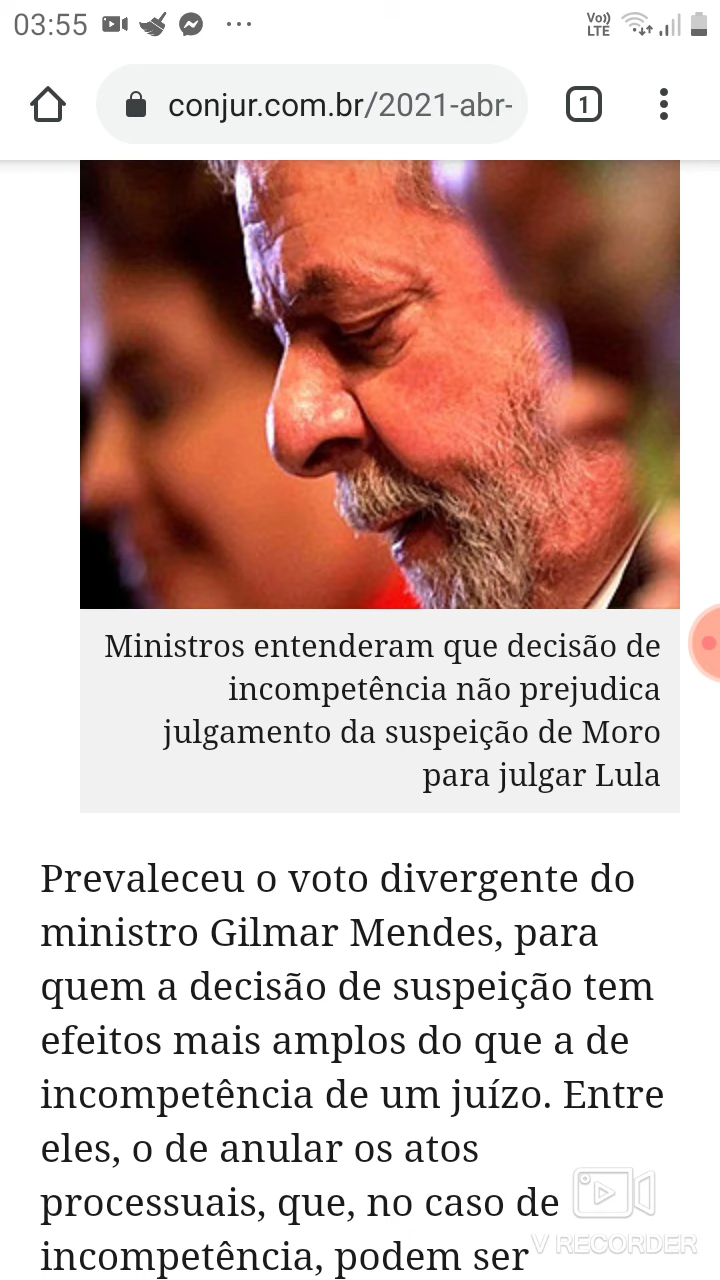 03:55
Vo))
LTE
conjur.com.br/2021-abr-
1
Ministros entenderam que decisão de
incompetência não prejudica
julgamento da suspeição de Moro
para julgar Lula
Prevaleceu o voto divergente do
ministro Gilmar Mendes, para
quem a decisão de suspeição tem
efeitos mais amplos do que a de
incompetência de um juízo. Entre
eles, o de anular os atos
processuais, que, no caso de
incompetência, podem ser
V RECORDER